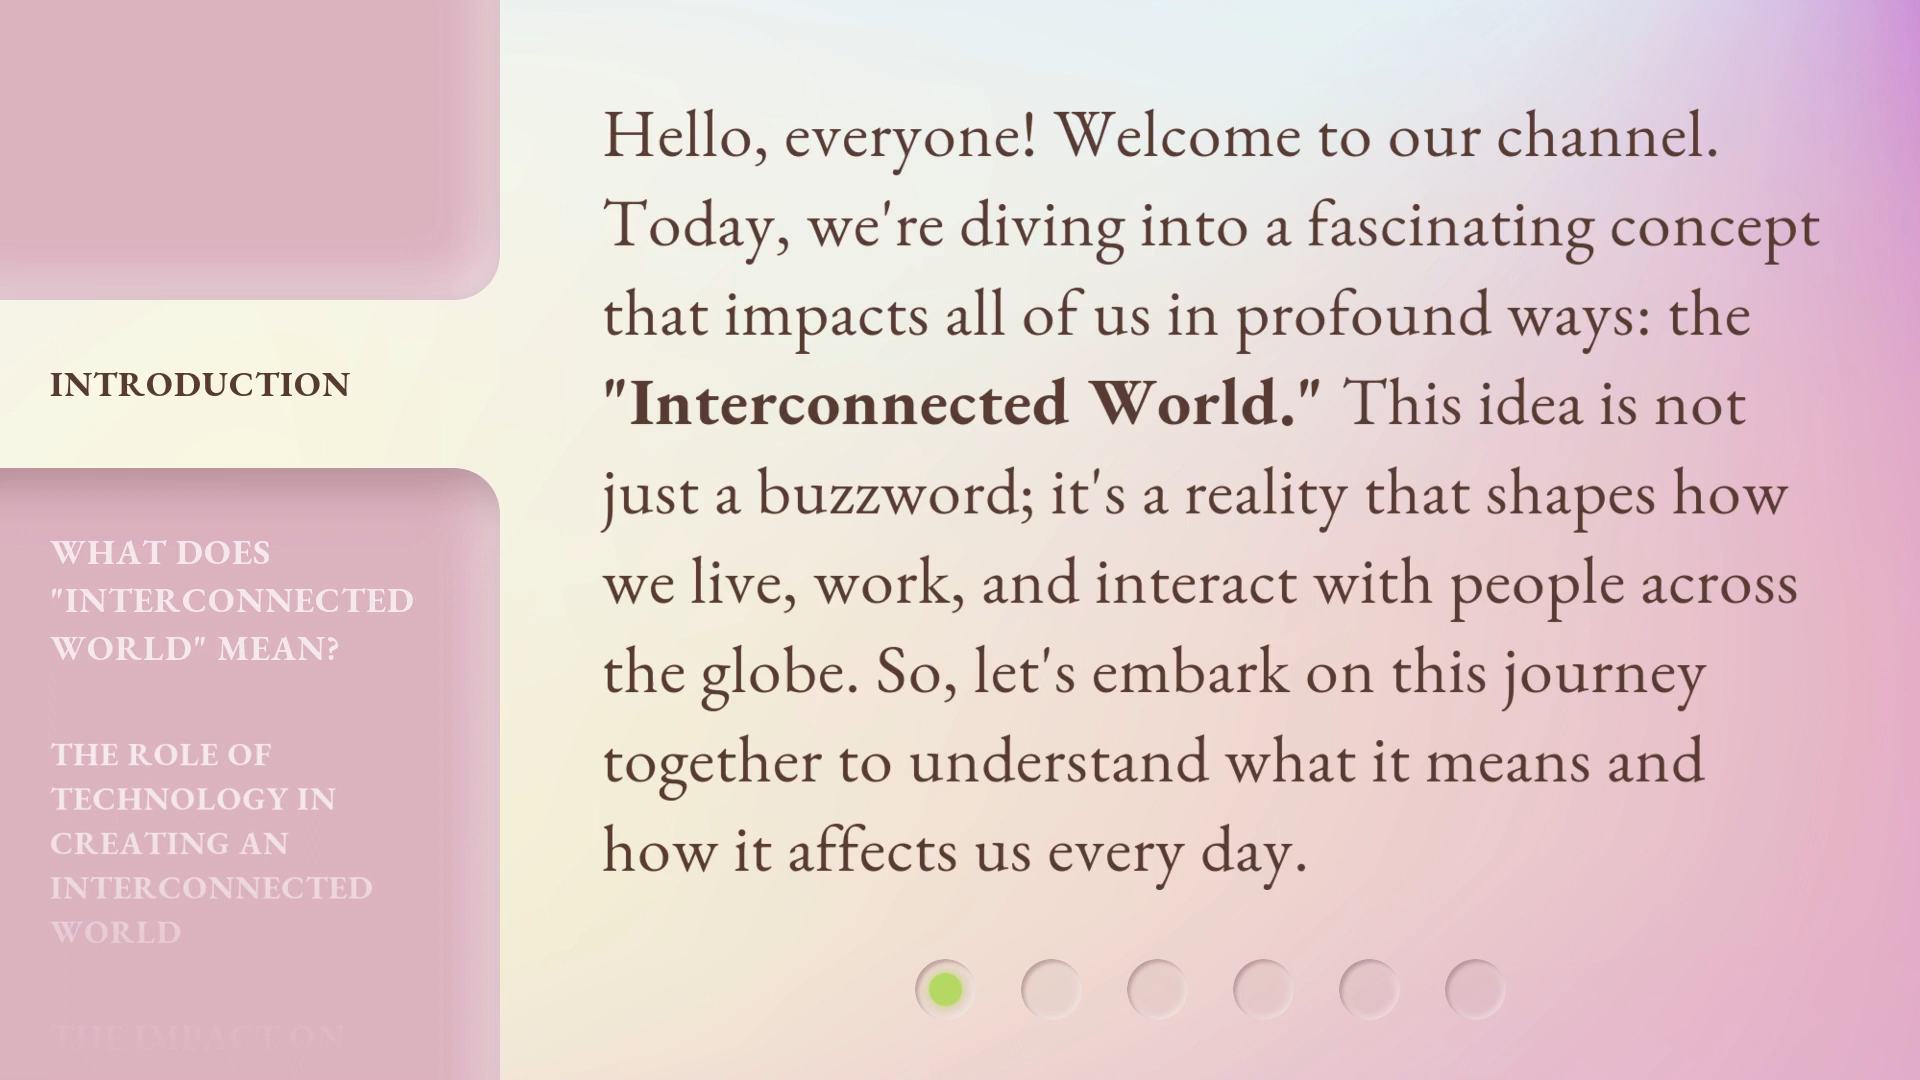 INTRODUCTION
WHAT DOES
"INTERCONNECTED
WORLD" MEAN?
THE ROLE OF
TECHNOLOGY IN
CREATING AN
INTERCONNECTED
WORLD
THE IMPACT ON
Hello, everyone! Welcome to our channel.
Today, we're diving into a fascinating concept
that impacts all of us in profound ways: the
"Interconnected World." This idea is not
just a buzzword; it's a reality that shapes how
we live, work, and interact with people across
the globe. So, let's embark on this journey
together to understand what it means and
how it affects us every day.